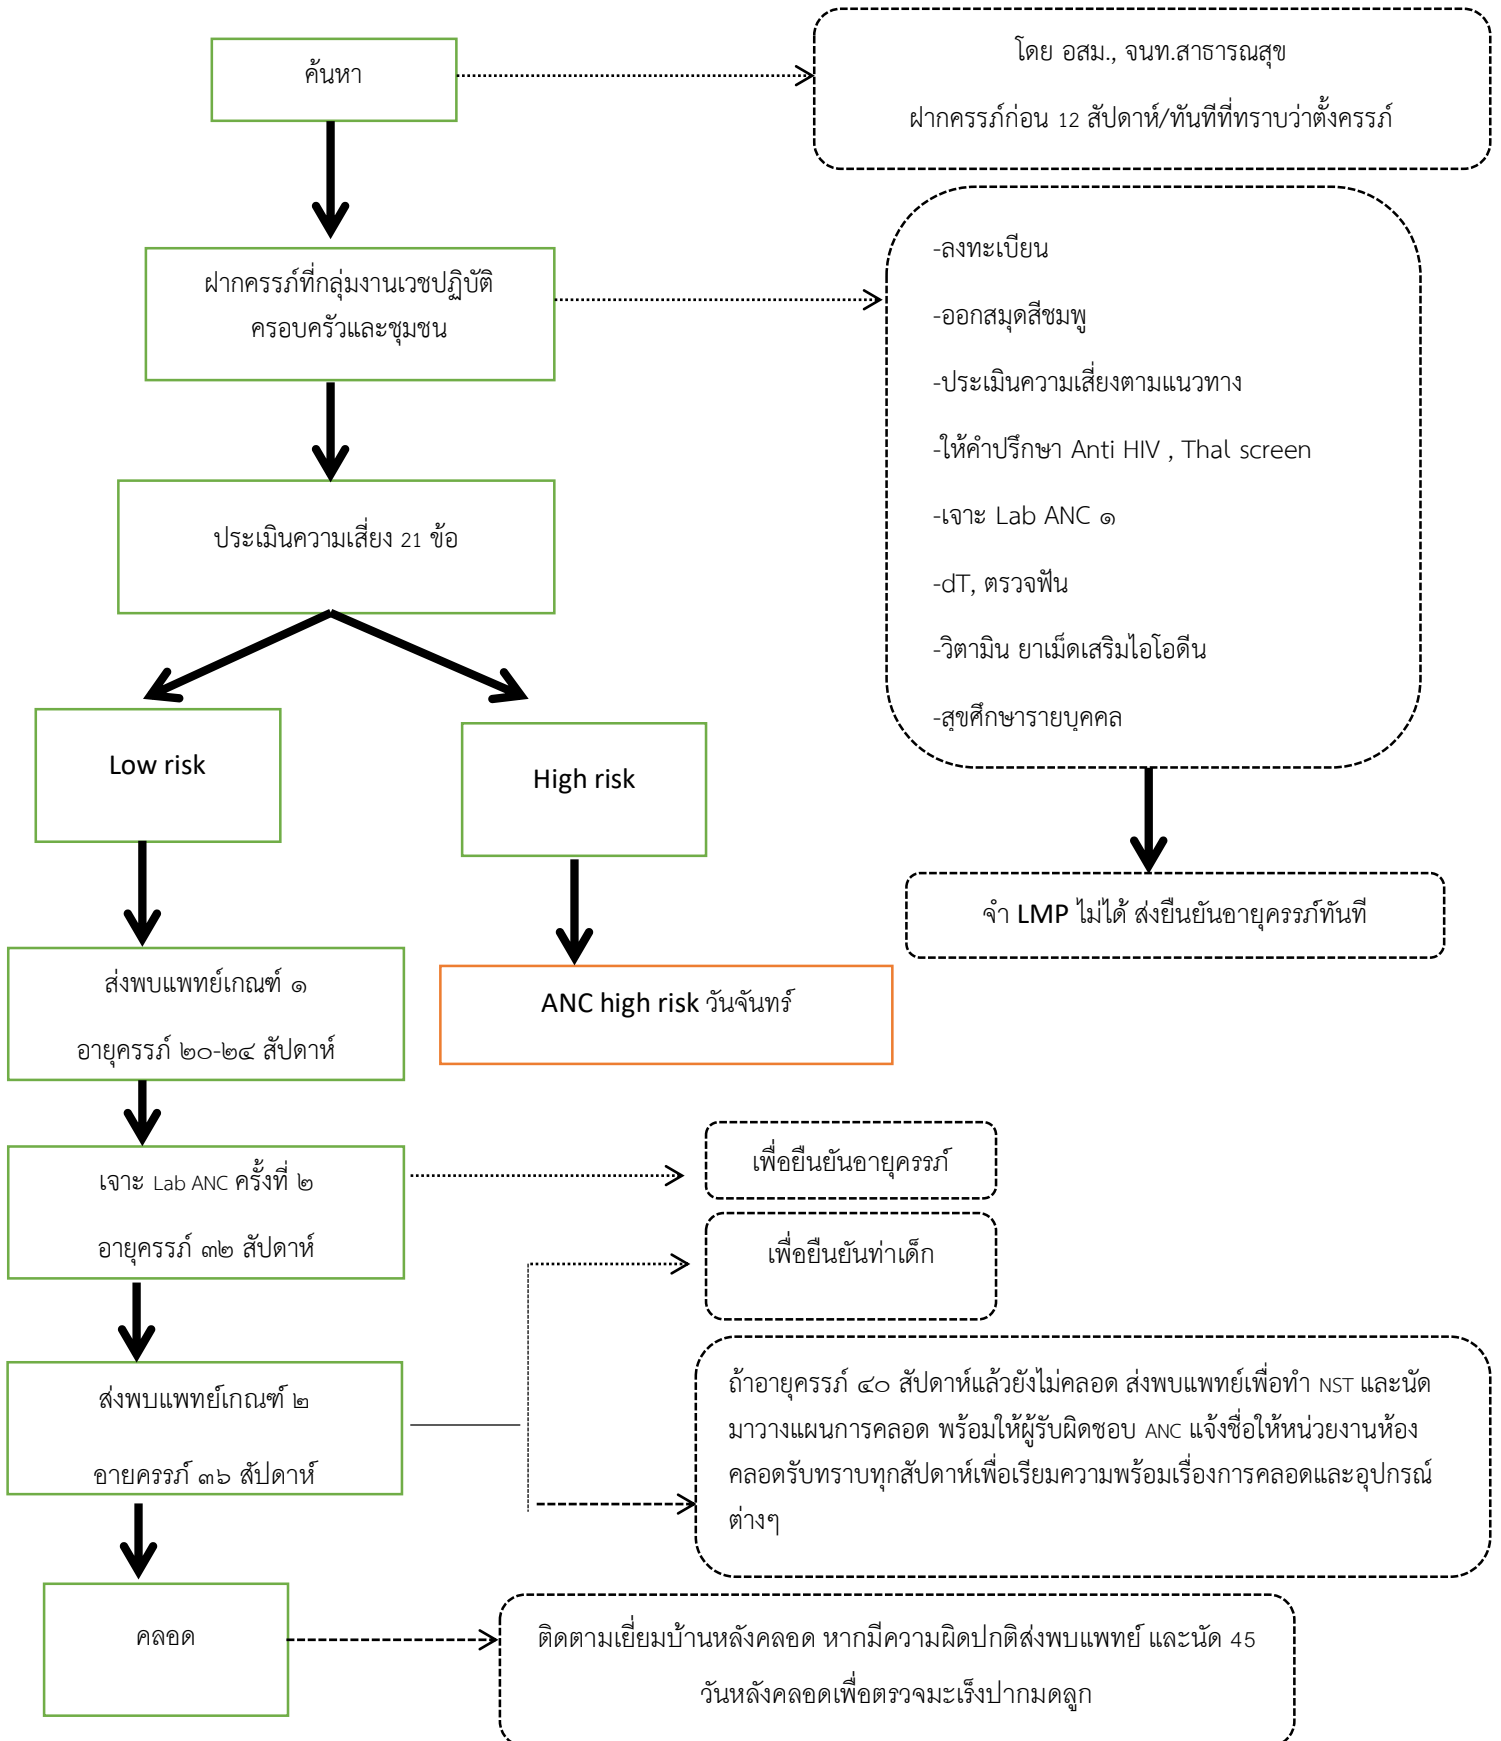 ค้นหา
โดย อสม., จนท.สาธารณสุข
ฝากครรภ์ก่อน 12 สัปดาห์/ทันทีที่ทราบว่าตั้งครรภ์
ฝากครรภ์ที่กลุ่มงานเวชปฏิบัติ
ครอบครัวและชุมชน
-ลงทะเบียน
-ออกสมุดสีชมพู
-ประเมินความเสี่ยงตามแนวทาง
-ให้คำปรึกษา Anti HIV , Thal screen
-เจาะ Lab ANC ๑
-dT, ตรวจฟัน
-วิตามิน ยาเม็ดเสริมไอโอดีน
-สุขศึกษารายบุคคล
ประเมินความเสี่ยง 21 ข้อ
Low risk
High risk
จำ LMP ไม่ได้ ส่งยืนยันอายุครรภ์ทันที
ส่งพบแพทย์เกณฑ์ ๑
อายุครรภ์ ๒๐-๒๔ สัปดาห์
ANC high risk วันจันทร์
เจาะ Lab ANC ครั้งที่ ๒
อายุครรภ์ ๓๒ สัปดาห์
เพื่อยืนยันอายุครรภ์
เพื่อยืนยันท่าเด็ก
ส่งพบแพทย์เกณฑ์ ๒
อายครรภ์ ๓๖ สัปดาห์
ถ้าอายุครรภ์ ๔๐ สัปดาห์แล้วยังไม่คลอด ส่งพบแพทย์เพื่อทำ NST และนัด
มาวางแผนการคลอด พร้อมให้ผู้รับผิดชอบ ANC แจ้งชื่อให้หน่วยงานห้อง
คลอดรับทราบทุกสัปดาห์เพื่อเรียมความพร้อมเรื่องการคลอดและอุปกรณ์
ต่างๆ
คลอด
ติดตามเยี่ยมบ้านหลังคลอด หากมีความผิดปกติส่งพบแพทย์ และนัด 45
วันหลังคลอดเพื่อตรวจมะเร็งปากมดลูก